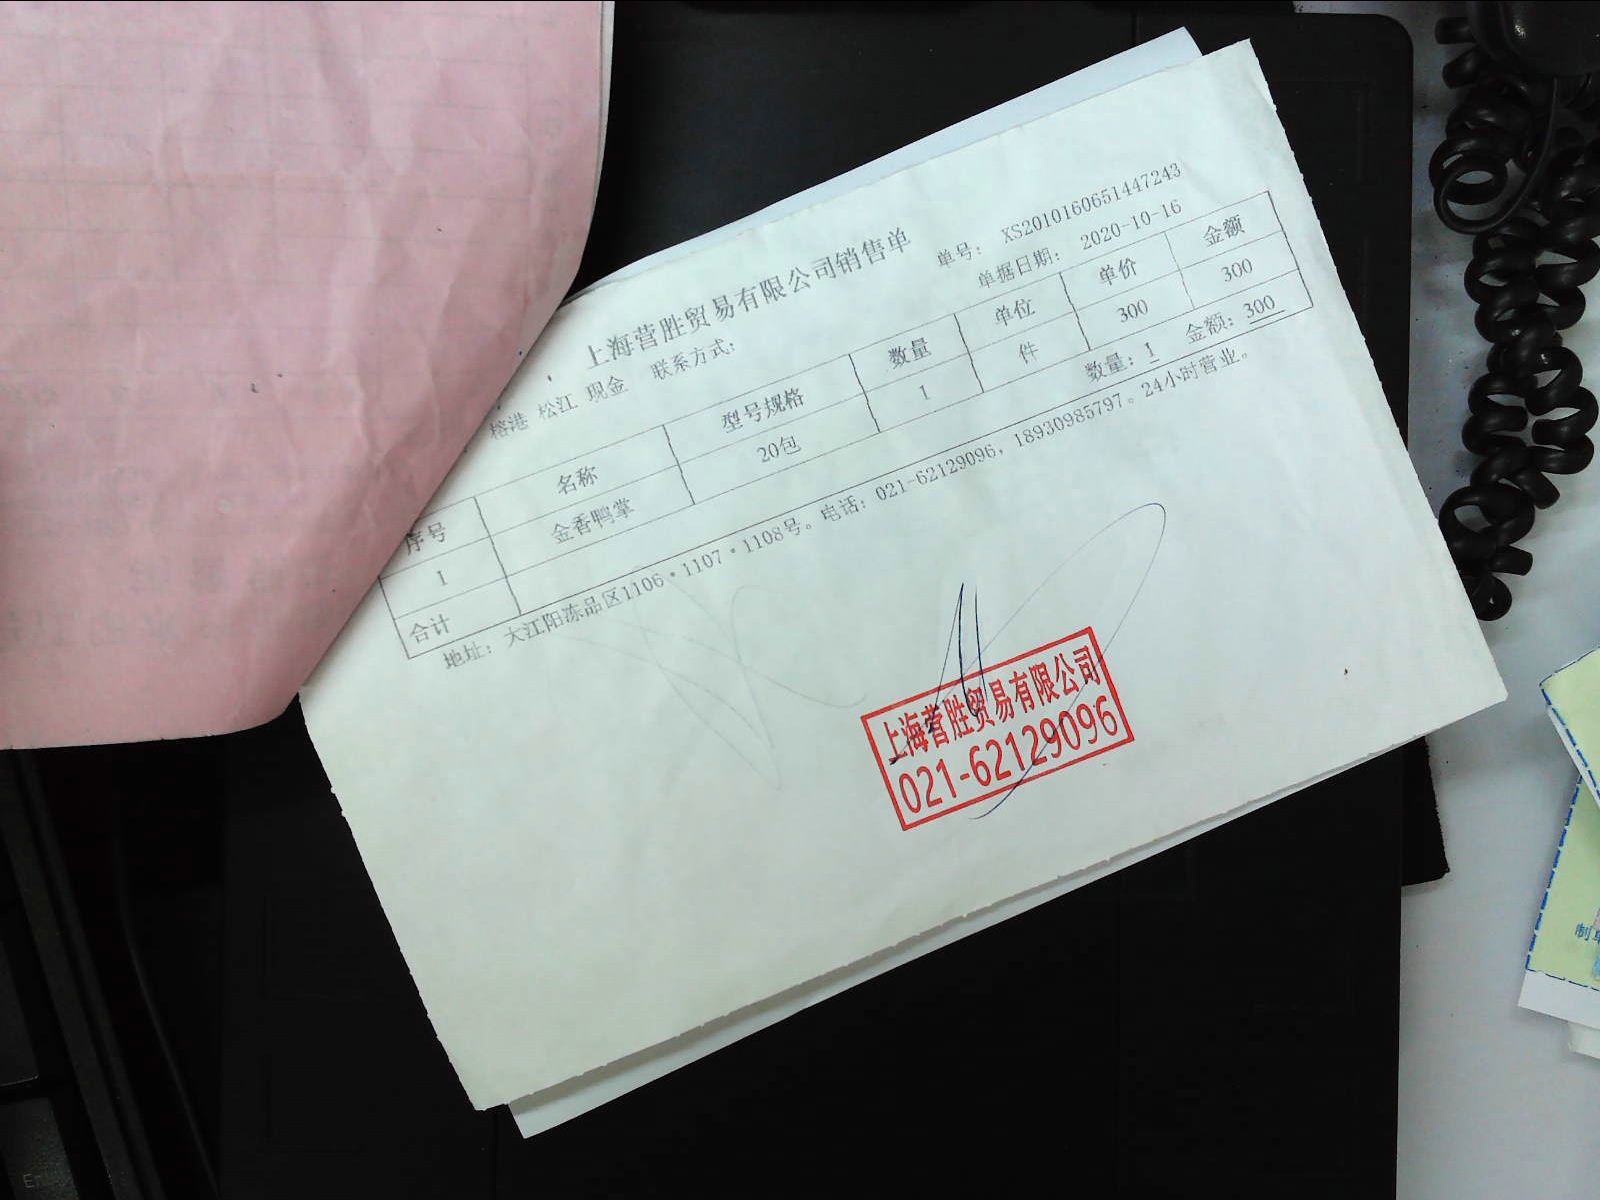 上海营胜贸易有限公司销售单
单号: XS2010160651447243
榕港 松江 现金 联系方式:
单据日期: 2020-10-16
序号 名称 型号规格 数量 单位 单价 金额
1 金香鸭掌 20包 1 件 300 300
合计 数量: 1 金额: 300
地址: 大江阳冻品区1106·1107·1108号。电话: 021-62129096, 18930985797。24小时营业。
上海营胜贸易有限公司
021-62129096